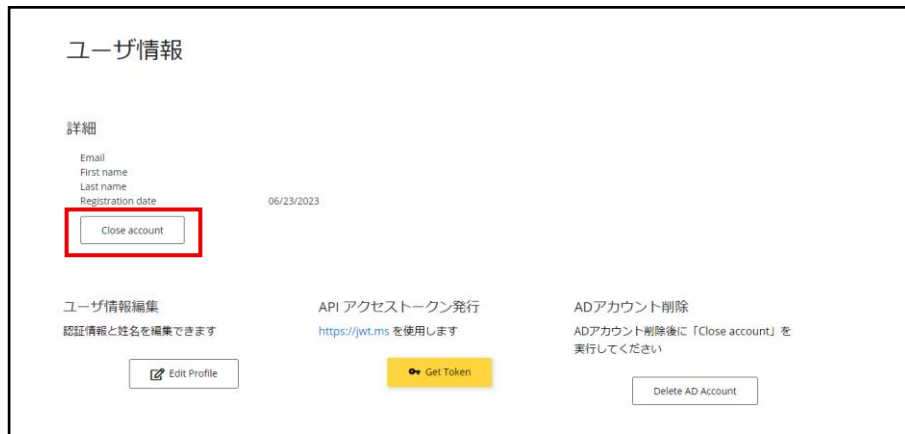 ユーザ情報
詳細
Email
First name
Last name
Registration date 06/23/2023
Close account
ユーザ情報編集
認証情報と姓名を編集できます
Edit Profile
API アクセストークン発行
https://jwt.ms を使用します
Get Token
ADアカウント削除
ADアカウント削除後に「Close account」を
実行してください
Delete AD Account